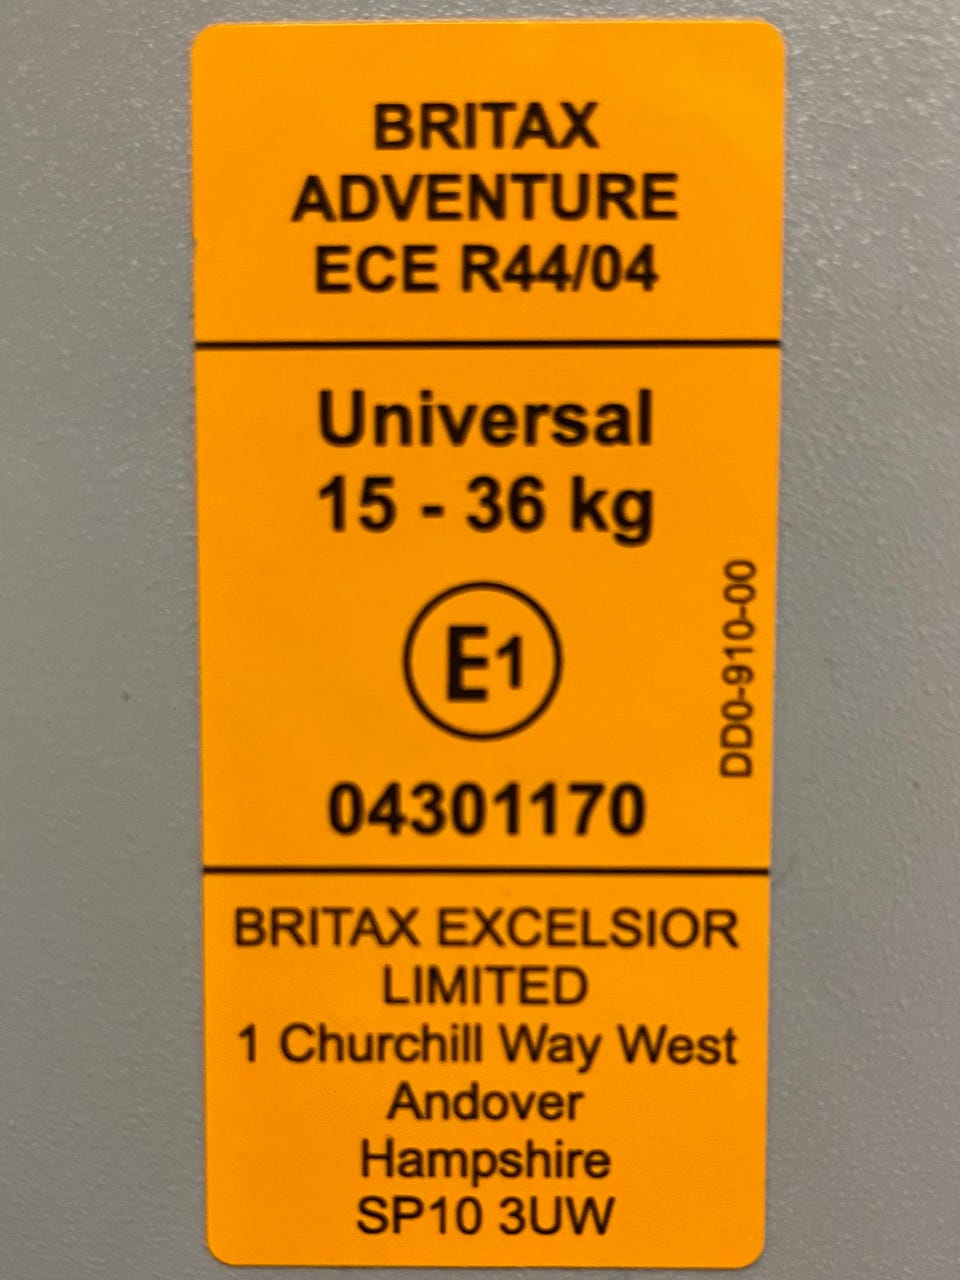 BRITAX
ADVENTURE
ECE R44/04
Universal
15 - 36 kg
E1
04301170
DD0-910-00
BRITAX EXCELSIOR
LIMITED
1 Churchill Way West
Andover
Hampshire
SP10 3UW